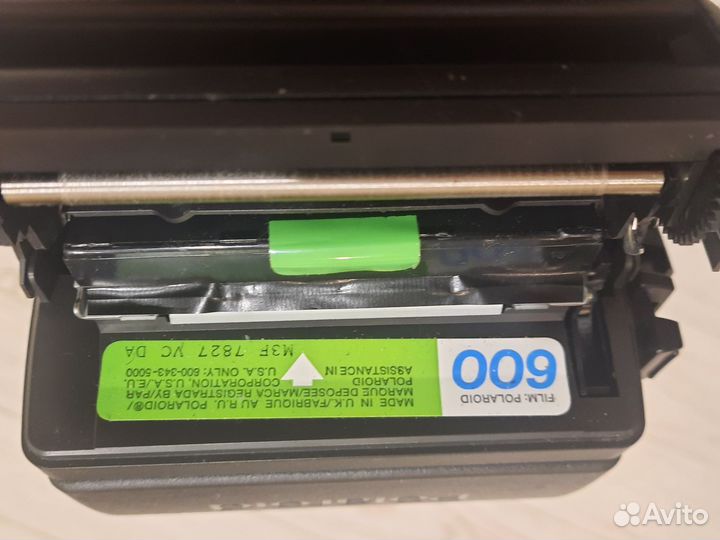 FILM: POLAROID
600
MADE IN U.K./FABRIQUE AU R.U. POLAROID®/
MARQUE DEPOSEE/MARCA REGISTRADA BY/PAR
POLAROID CORPORATION, U.S.A./E.U.
ASSISTANCE IN U.S.A. ONLY: 800-343-5000
M3F 7827 VC DA
Avito